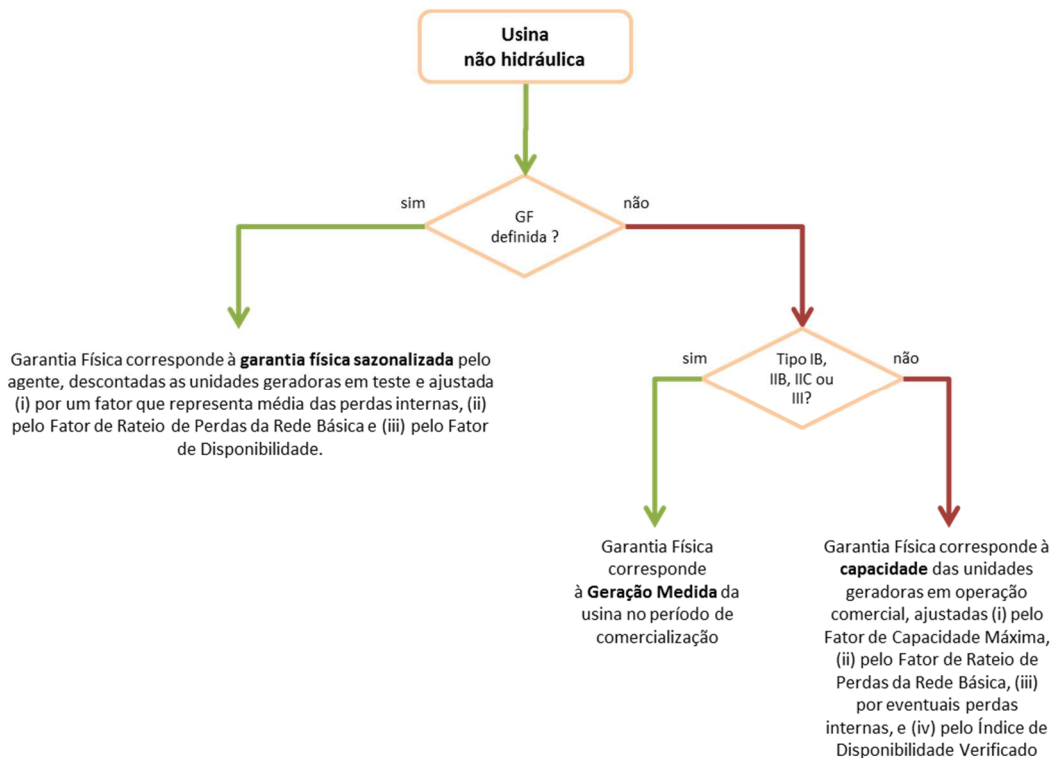 Usina
não hidráulica
sim
GF
definida ?
não
Garantia Física corresponde à garantia física sazonalizada pelo
agente, descontadas as unidades geradoras em teste e ajustada
(i) por um fator que representa média das perdas internas, (ii)
pelo Fator de Rateio de Perdas da Rede Básica e (iii) pelo Fator
de Disponibilidade.
sim
Tipo IB,
IIB, IIC ou
III?
não
Garantia Física
corresponde
à Geração Medida da
usina no período de
comercialização
Garantia Física corresponde à
capacidade das unidades
geradoras em operação
comercial, ajustadas (i) pelo
Fator de Capacidade Máxima,
(ii) pelo Fator de Rateio de
Perdas da Rede Básica, (iii)
por eventuais perdas
internas, e (iv) pelo Índice de
Disponibilidade Verificado